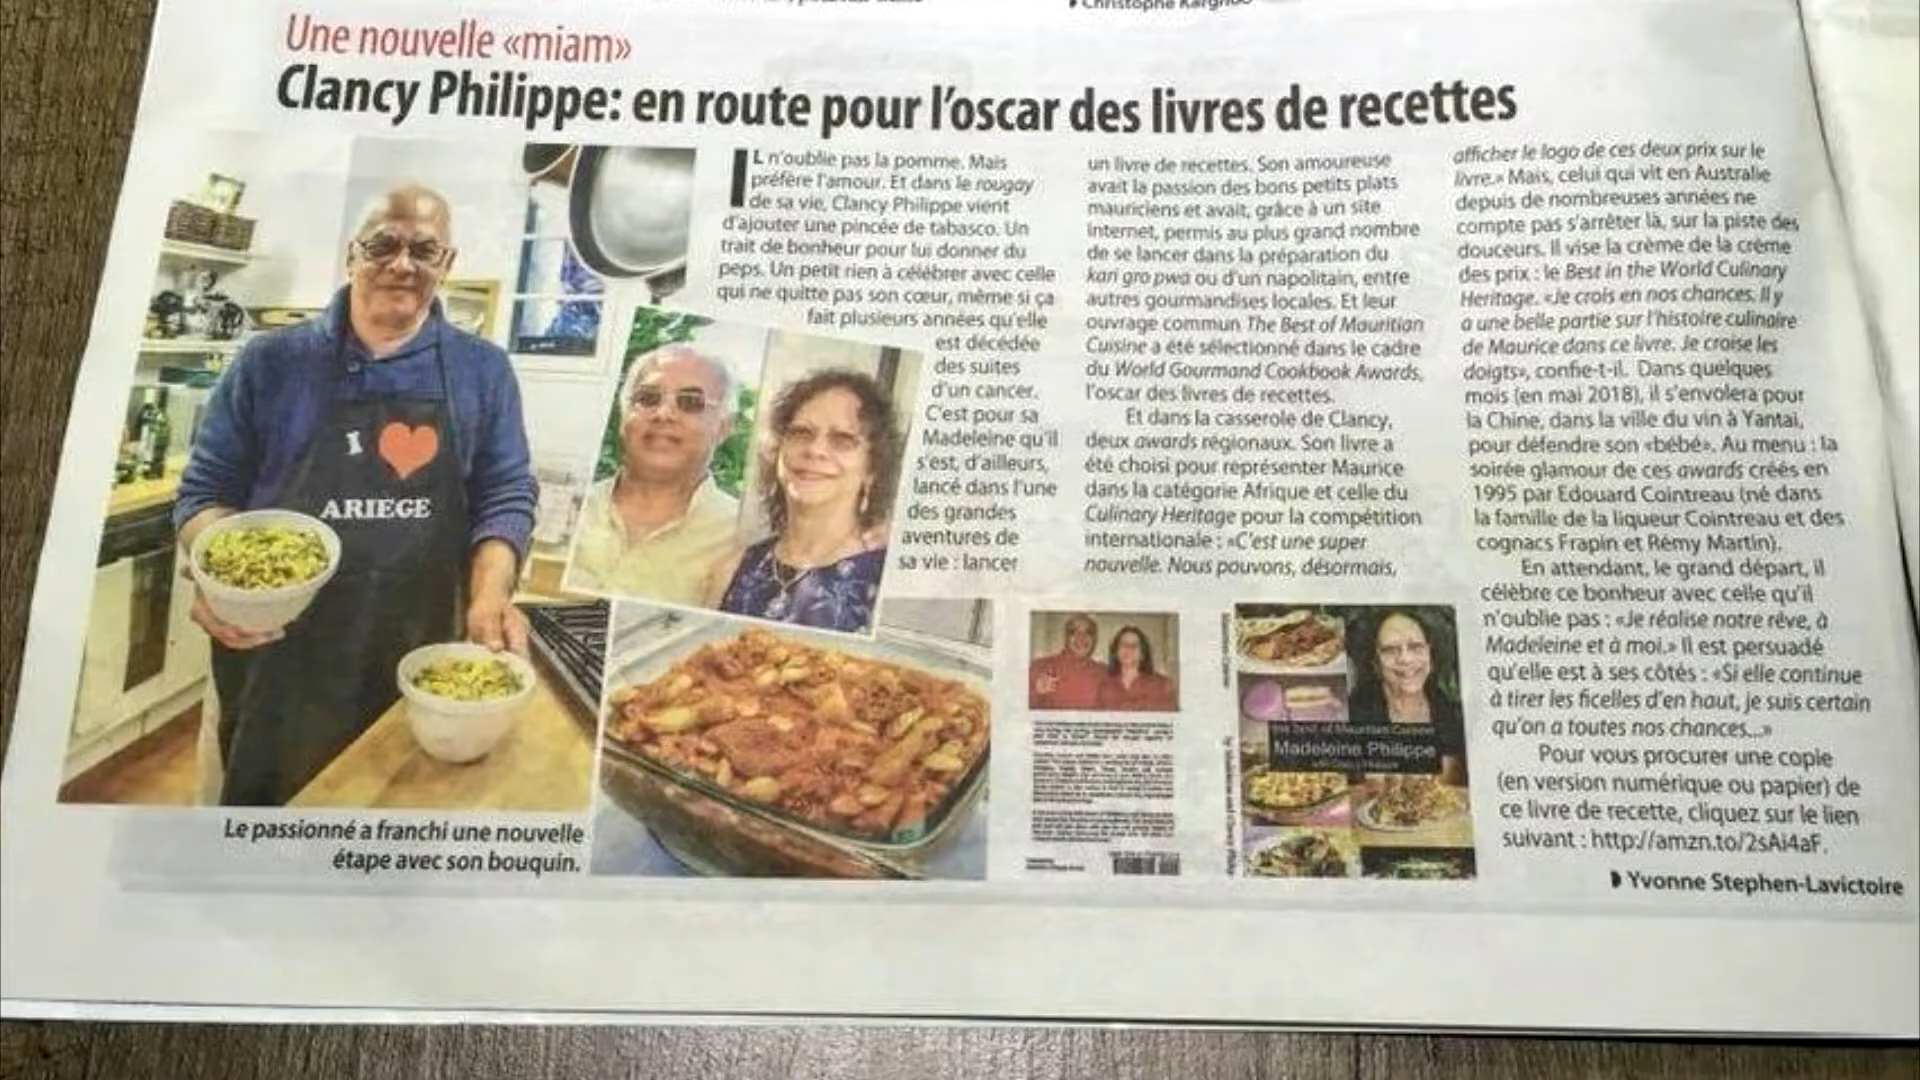 Christophe Karghoo
Une nouvelle «miam»
Clancy Philippe: en route pour l'oscar des livres de recettes
IL n'oublie pas la pomme. Mais
préfère l'amour. Et dans le rougay
de sa vie, Clancy Philippe vient
d'ajouter une pincée de tabasco. Un
trait de bonheur pour lui donner du
peps. Un petit rien à célébrer avec celle
qui ne quitte pas son cœur, même si ça
fait plusieurs années qu'elle
est décédée
des suites
d'un cancer.
C'est pour sa
Madeleine qu'il
s'est, d'ailleurs,
lancé dans l'une
des grandes
aventures de
sa vie : lancer
un livre de recettes. Son amoureuse
avait la passion des bons petits plats
mauriciens et avait, grâce à un site
Internet, permis au plus grand nombre
de se lancer dans la préparation du
kari gro pwa ou d'un napolitain, entre
autres gourmandises locales. Et leur
ouvrage commun The Best of Mauritian
Cuisine a été sélectionné dans le cadre
du World Gourmand Cookbook Awards,
l'oscar des livres de recettes.
Et dans la casserole de Clancy,
deux awards régionaux. Son livre a
été choisi pour représenter Maurice
dans la catégorie Afrique et celle du
Culinary Heritage pour la compétition
internationale : «C'est une super
nouvelle. Nous pouvons, désormais,
afficher le logo de ces deux prix sur le
livre.» Mais, celui qui vit en Australie
depuis de nombreuses années ne
compte pas s'arrêter là, sur la piste des
douceurs. Il vise la crème de la crème
des prix : le Best in the World Culinary
Heritage. «Je crois en nos chances. Il y
a une belle partie sur l'histoire culinaire
de Maurice dans ce livre. Je croise les
doigts», confie-t-il. Dans quelques
mois (en mai 2018), il s'envolera pour
la Chine, dans la ville du vin à Yantai,
pour défendre son «bébé». Au menu : la
soirée glamour de ces awards créés en
1995 par Edouard Cointreau (né dans
la famille de la liqueur Cointreau et des
cognacs Frapin et Rémy Martin).
En attendant, le grand départ, il
célèbre ce bonheur avec celle qu'il
n'oublie pas : «Je réalise notre rêve, à
Madeleine et à moi.» Il est persuadé
qu'elle est à ses côtés : «Si elle continue
à tirer les ficelles d'en haut, je suis certain
qu'on a toutes nos chances...»
Pour vous procurer une copie
(en version numérique ou papier) de
ce livre de recette, cliquez sur le lien
suivant : http://amzn.to/2sAi4aF.
Yvonne Stephen-Lavictoire
I
ARIEGE
Le passionné a franchi une nouvelle
étape avec son bouquin.
The Best of Mauritian Cuisine
Madeleine Philippe